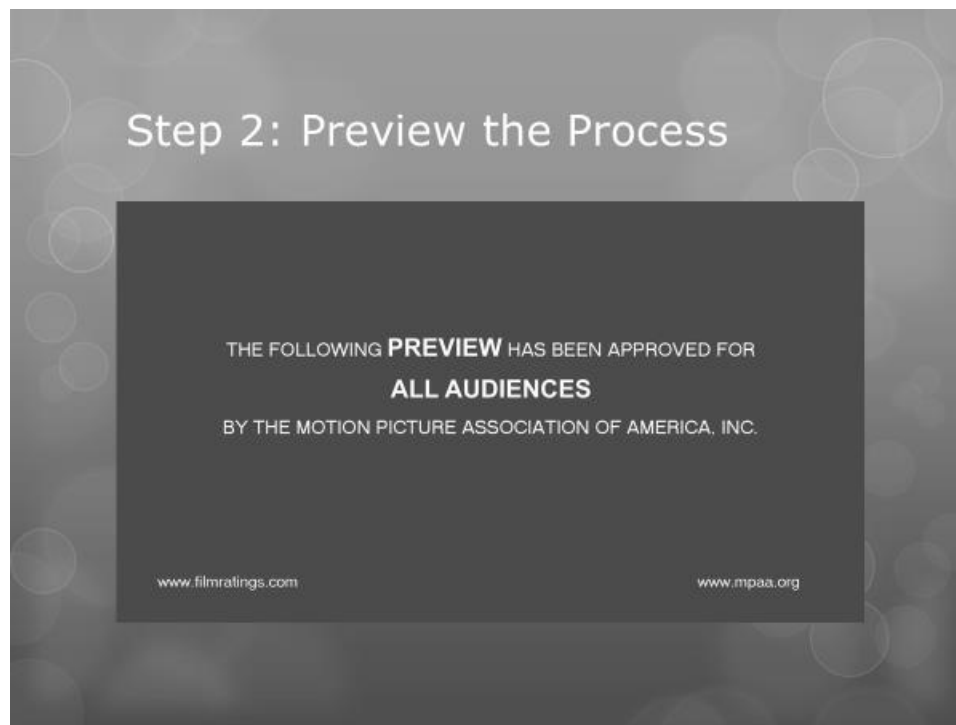 Step 2: Preview the Process
THE FOLLOWING PREVIEW HAS BEEN APPROVED FOR
ALL AUDIENCES
BY THE MOTION PICTURE ASSOCIATION OF AMERICA, INC.
www.filmratings.com
www.mpaa.org